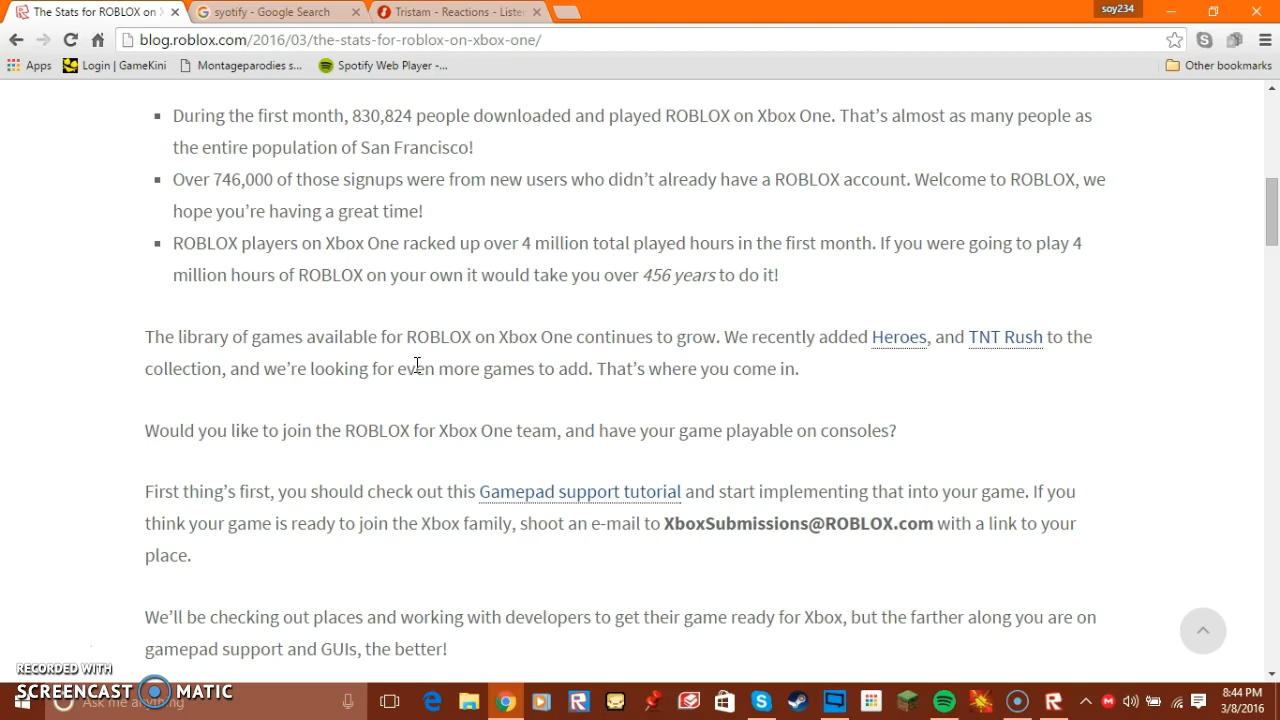 The Stats for ROBLOX on X
syotify - Google Search
Tristam - Reactions - Listen
soy234
blog.roblox.com/2016/03/the-stats-for-roblox-on-xbox-one/
Apps
Login | GameKini
Montageparodies s...
Spotify Web Player -...
Other bookmarks
▪ During the first month, 830,824 people downloaded and played ROBLOX on Xbox One. That’s almost as many people as
the entire population of San Francisco!
▪ Over 746,000 of those signups were from new users who didn’t already have a ROBLOX account. Welcome to ROBLOX, we
hope you’re having a great time!
▪ ROBLOX players on Xbox One racked up over 4 million total played hours in the first month. If you were going to play 4
million hours of ROBLOX on your own it would take you over 456 years to do it!
The library of games available for ROBLOX on Xbox One continues to grow. We recently added Heroes, and TNT Rush to the
collection, and we’re looking for even more games to add. That’s where you come in.
Would you like to join the ROBLOX for Xbox One team, and have your game playable on consoles?
First thing’s first, you should check out this Gamepad support tutorial and start implementing that into your game. If you
think your game is ready to join the Xbox family, shoot an e-mail to XboxSubmissions@ROBLOX.com with a link to your
place.
We’ll be checking out places and working with developers to get their game ready for Xbox, but the farther along you are on
gamepad support and GUIs, the better!
RECORDED WITH
SCREENCAST MATIC
Ask me anything
8:44 PM
3/8/2016